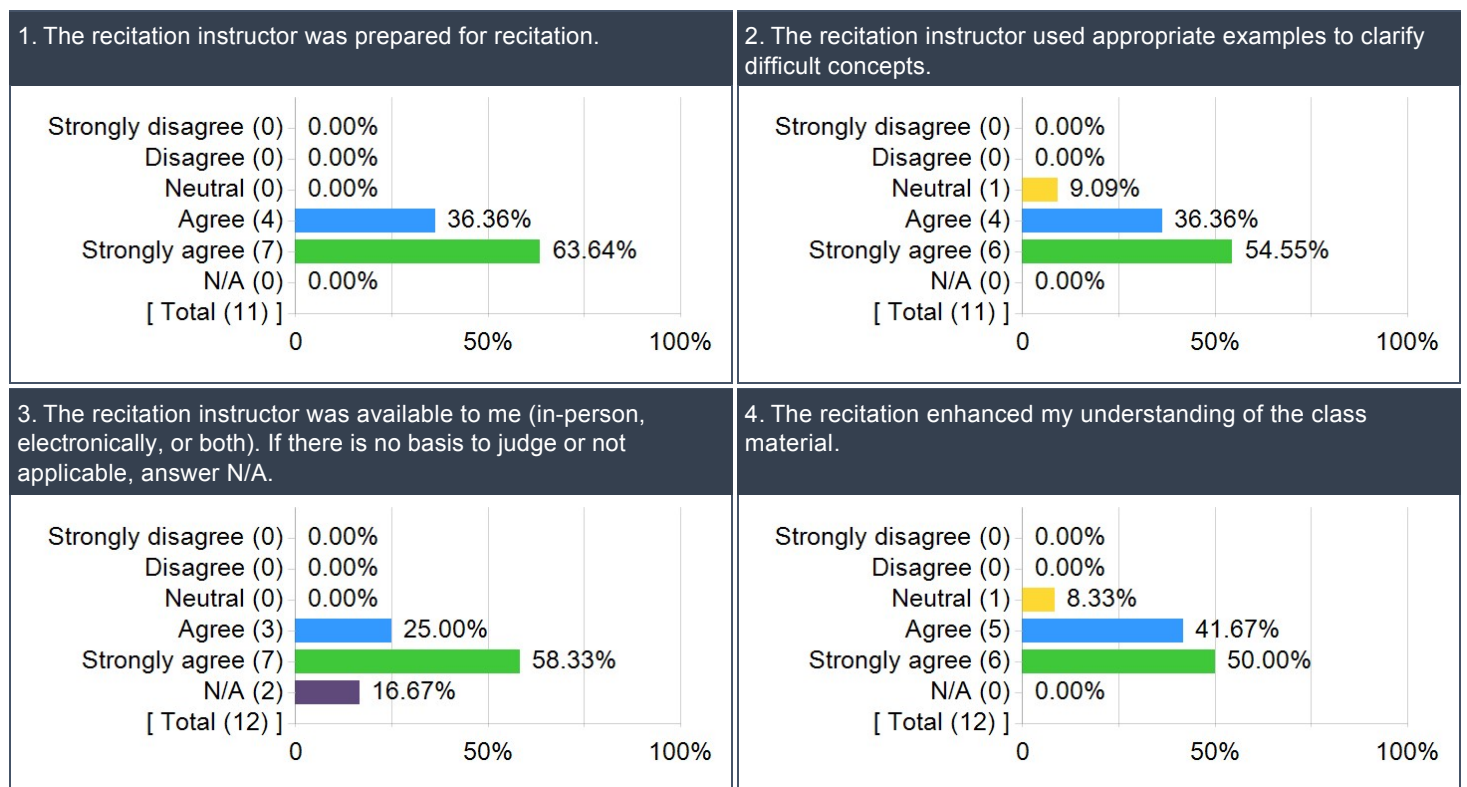 1. The recitation instructor was prepared for recitation.
Strongly disagree (0) 0.00%
Disagree (0) 0.00%
Neutral (0) 0.00%
Agree (4) 36.36%
Strongly agree (7) 63.64%
N/A (0) 0.00%
[ Total (11) ]
0 50% 100%
2. The recitation instructor used appropriate examples to clarify
difficult concepts.
Strongly disagree (0) 0.00%
Disagree (0) 0.00%
Neutral (1) 9.09%
Agree (4) 36.36%
Strongly agree (6) 54.55%
N/A (0) 0.00%
[ Total (11) ]
0 50% 100%
3. The recitation instructor was available to me (in-person,
electronically, or both). If there is no basis to judge or not
applicable, answer N/A.
Strongly disagree (0) 0.00%
Disagree (0) 0.00%
Neutral (0) 0.00%
Agree (3) 25.00%
Strongly agree (7) 58.33%
N/A (2) 16.67%
[ Total (12) ]
0 50% 100%
4. The recitation enhanced my understanding of the class
material.
Strongly disagree (0) 0.00%
Disagree (0) 0.00%
Neutral (1) 8.33%
Agree (5) 41.67%
Strongly agree (6) 50.00%
N/A (0) 0.00%
[ Total (12) ]
0 50% 100%